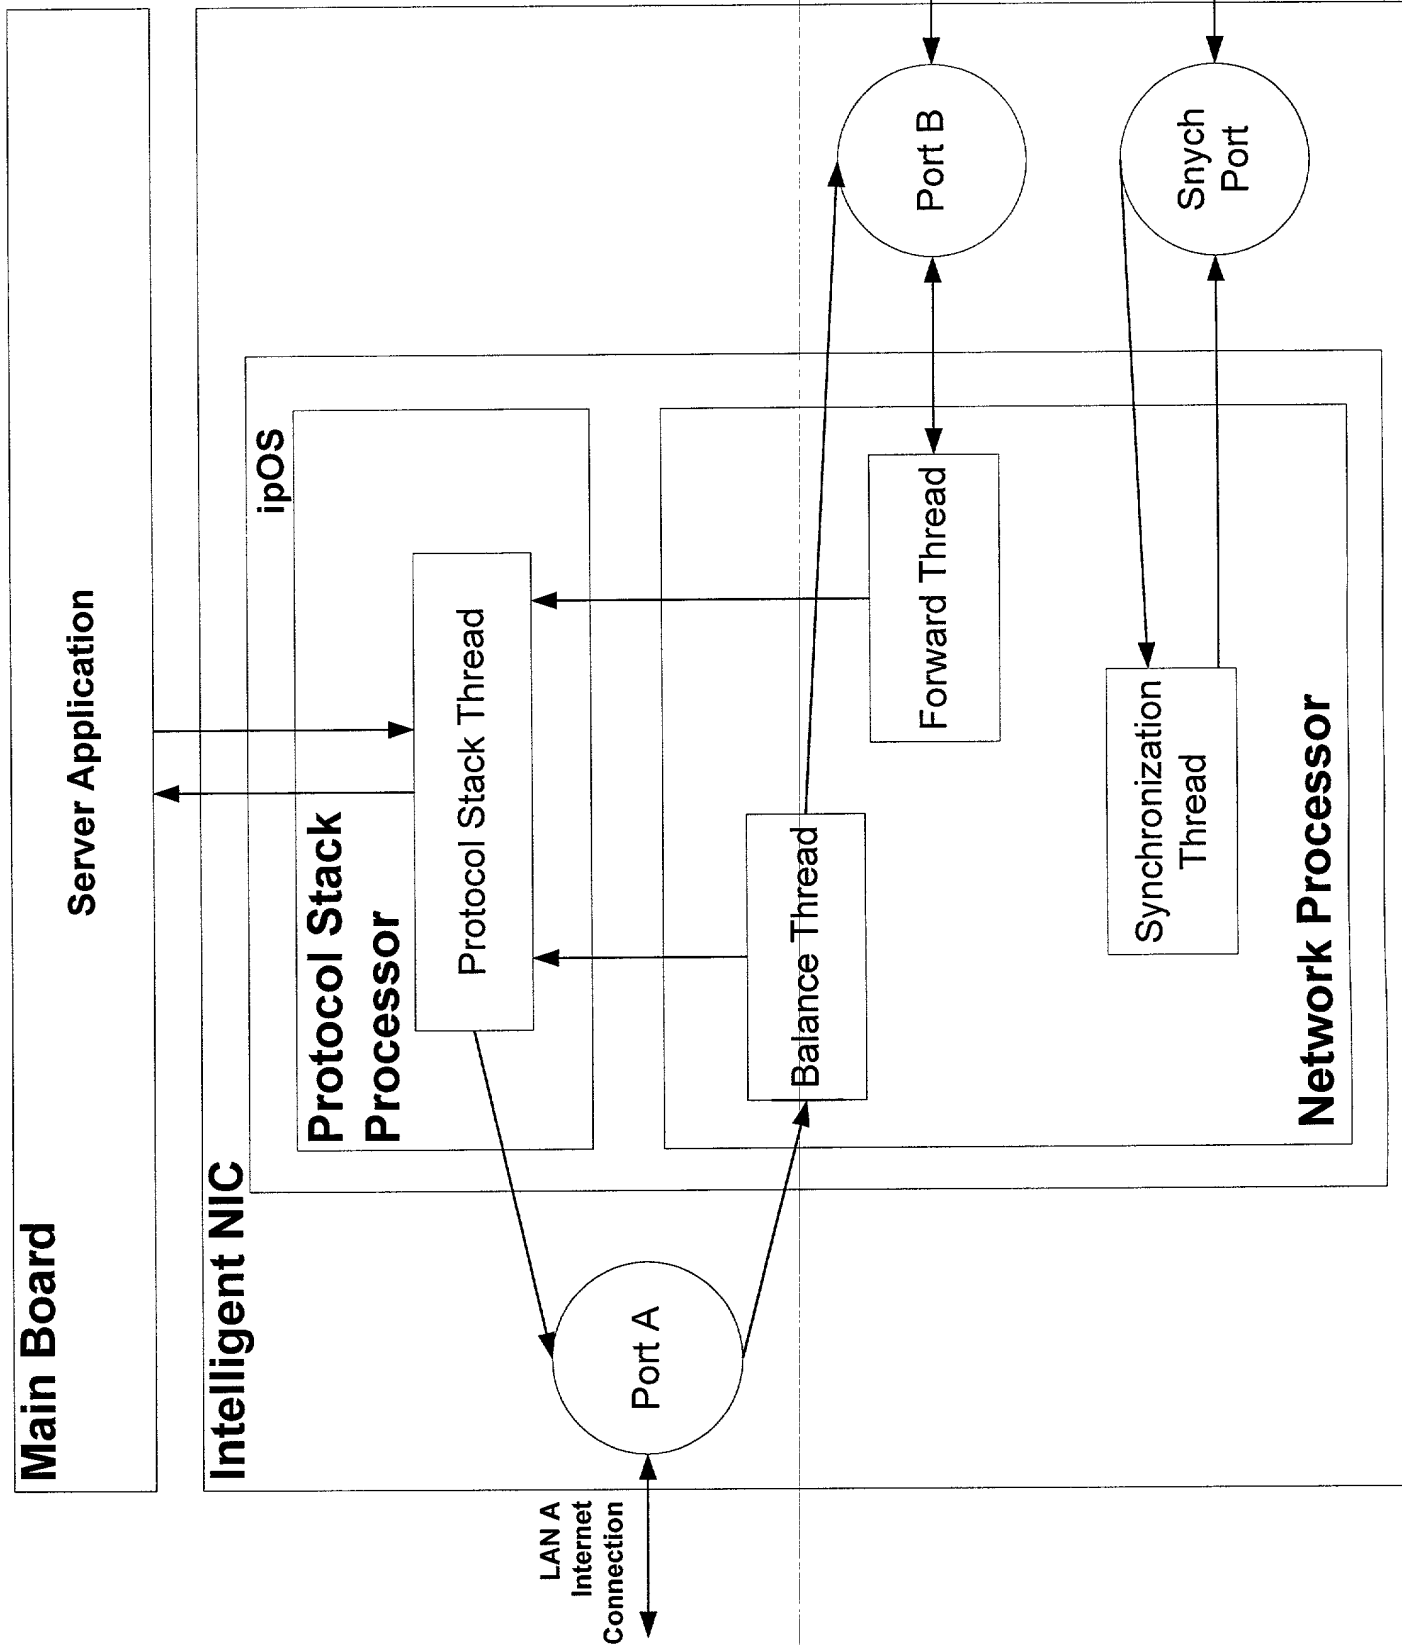 Main Board
Server Application
Intelligent NIC
ipOS
Protocol Stack
Processor
Protocol Stack Thread
LAN A
Internet
Connection
Port A
Balance Thread
Forward Thread
Port B
Synchronization
Thread
Snych
Port
Network Processor